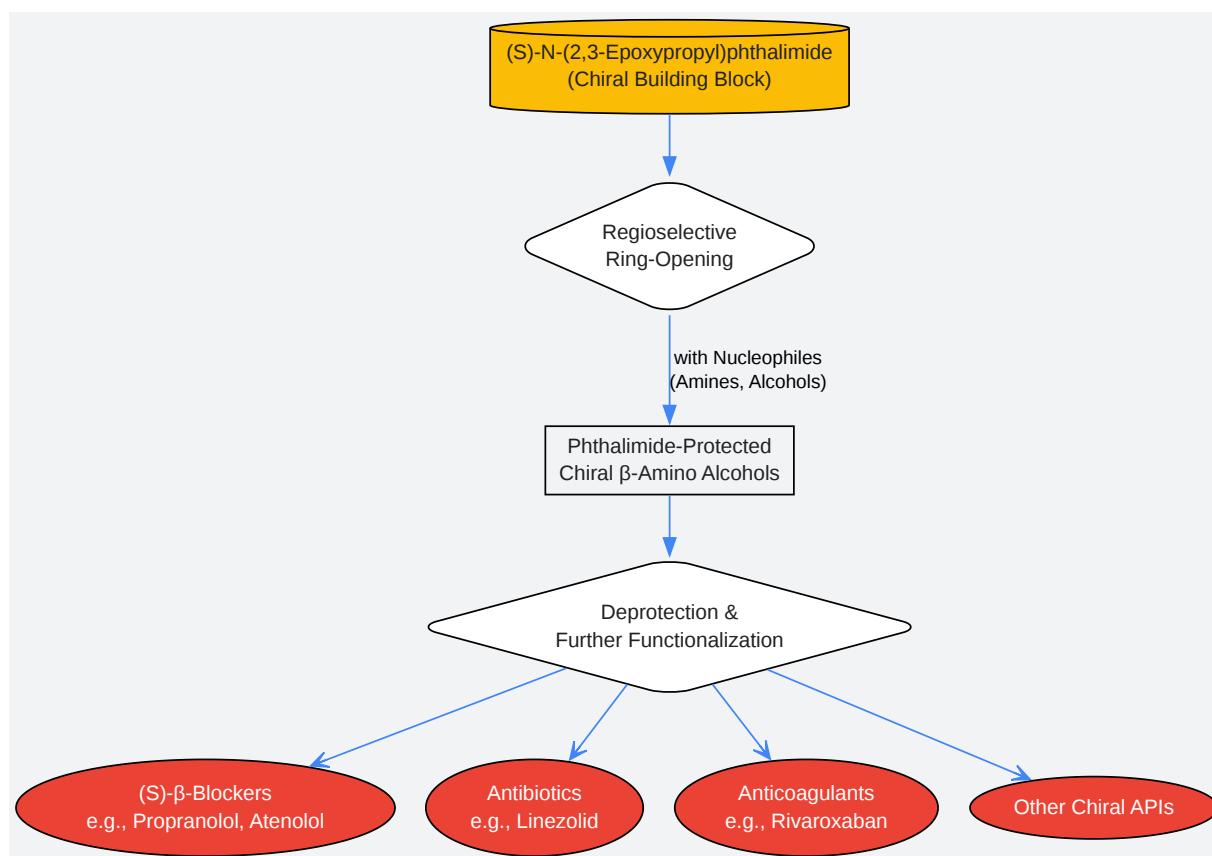 (S)-N-(2,3-Epoxypropyl)phthalimide
(Chiral Building Block)
Regioselective
Ring-Opening
with Nucleophiles
(Amines, Alcohols)
Phthalimide-Protected
Chiral β-Amino Alcohols
Deprotection &
Further Functionalization
(S)-β-Blockers
e.g., Propranolol, Atenolol
Antibiotics
e.g., Linezolid
Anticoagulants
e.g., Rivaroxaban
Other Chiral APIs